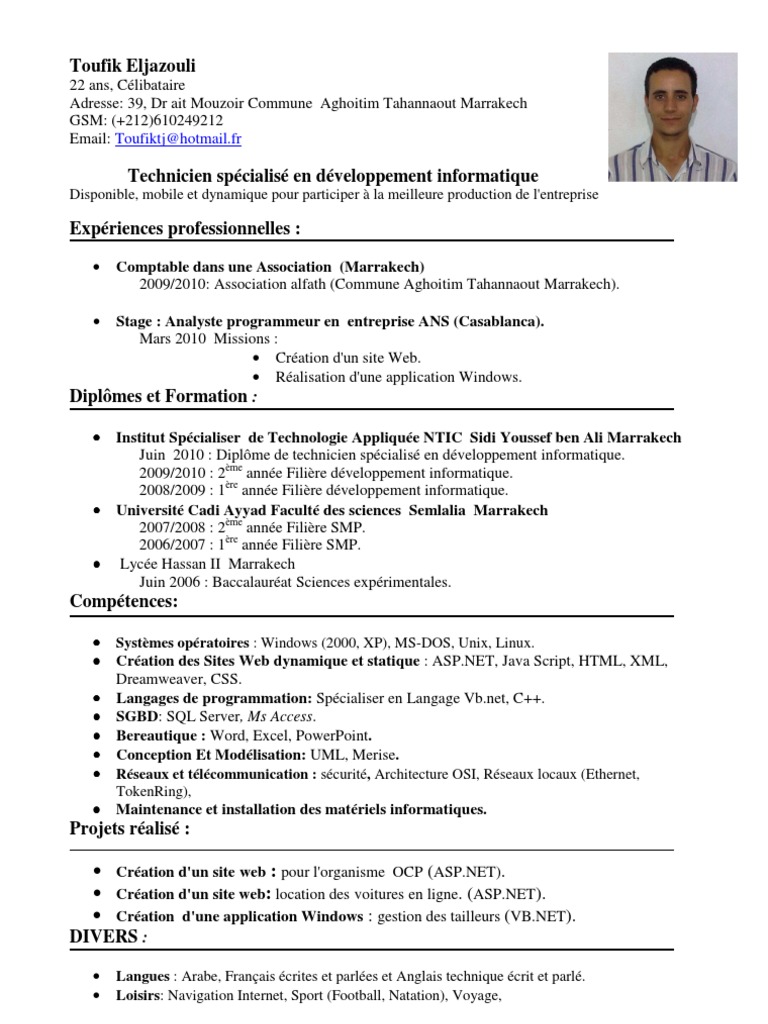 Toufik Eljazouli
22 ans, Célibataire
Adresse: 39, Dr ait Mouzoir Commune Aghoitim Tahannaout Marrakech
GSM: (+212)610249212
Email: Toufiktj@hotmail.fr
Technicien spécialisé en développement informatique
Disponible, mobile et dynamique pour participer à la meilleure production de l'entreprise
Expériences professionnelles :
• Comptable dans une Association (Marrakech)
2009/2010: Association alfath (Commune Aghoitim Tahannaout Marrakech).
• Stage : Analyste programmeur en entreprise ANS (Casablanca).
Mars 2010 Missions :
• Création d'un site Web.
• Réalisation d'une application Windows.
Diplômes et Formation :
• Institut Spécialiser de Technologie Appliquée NTIC Sidi Youssef ben Ali Marrakech
Juin 2010 : Diplôme de technicien spécialisé en développement informatique.
2009/2010 : 2ème année Filière développement informatique.
2008/2009 : 1ère année Filière développement informatique.
• Université Cadi Ayyad Faculté des sciences Semlalia Marrakech
2007/2008 : 2ème année Filière SMP.
2006/2007 : 1ère année Filière SMP.
• Lycée Hassan II Marrakech
Juin 2006 : Baccalauréat Sciences expérimentales.
Compétences:
• Systèmes opératoires : Windows (2000, XP), MS-DOS, Unix, Linux.
• Création des Sites Web dynamique et statique : ASP.NET, Java Script, HTML, XML,
Dreamweaver, CSS.
• Langages de programmation: Spécialiser en Langage Vb.net, C++.
• SGBD: SQL Server, Ms Access.
• Bereautique : Word, Excel, PowerPoint.
• Conception Et Modélisation: UML, Merise.
• Réseaux et télécommunication : sécurité, Architecture OSI, Réseaux locaux (Ethernet,
TokenRing),
• Maintenance et installation des matériels informatiques.
Projets réalisé :
• Création d'un site web : pour l'organisme OCP (ASP.NET).
• Création d'un site web: location des voitures en ligne. (ASP.NET).
• Création d'une application Windows : gestion des tailleurs (VB.NET).
DIVERS :
• Langues : Arabe, Français écrites et parlées et Anglais technique écrit et parlé.
• Loisirs: Navigation Internet, Sport (Football, Natation), Voyage,